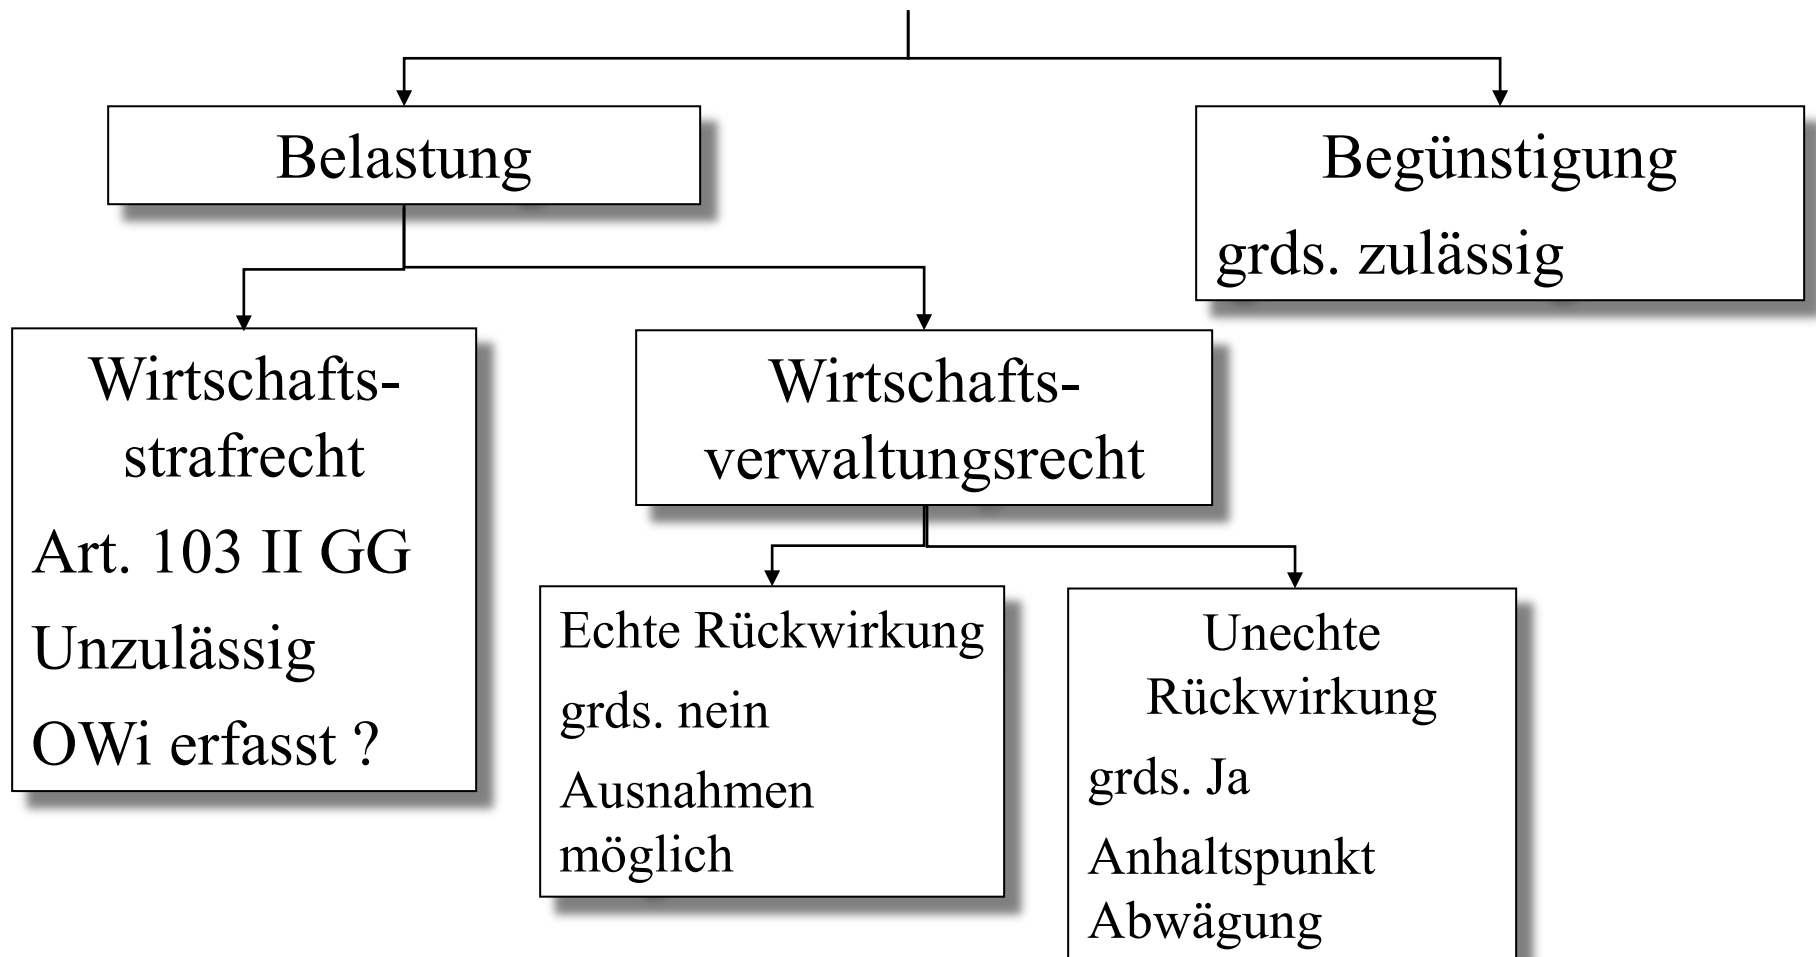 Belastung
Begünstigung
grds. zulässig
Wirtschafts-
strafrecht
Art. 103 II GG
Unzulässig
OWi erfasst ?
Wirtschafts-
verwaltungsrecht
Echte Rückwirkung
grds. nein
Ausnahmen
möglich
Unechte
Rückwirkung
grds. Ja
Anhaltspunkt
Abwägung